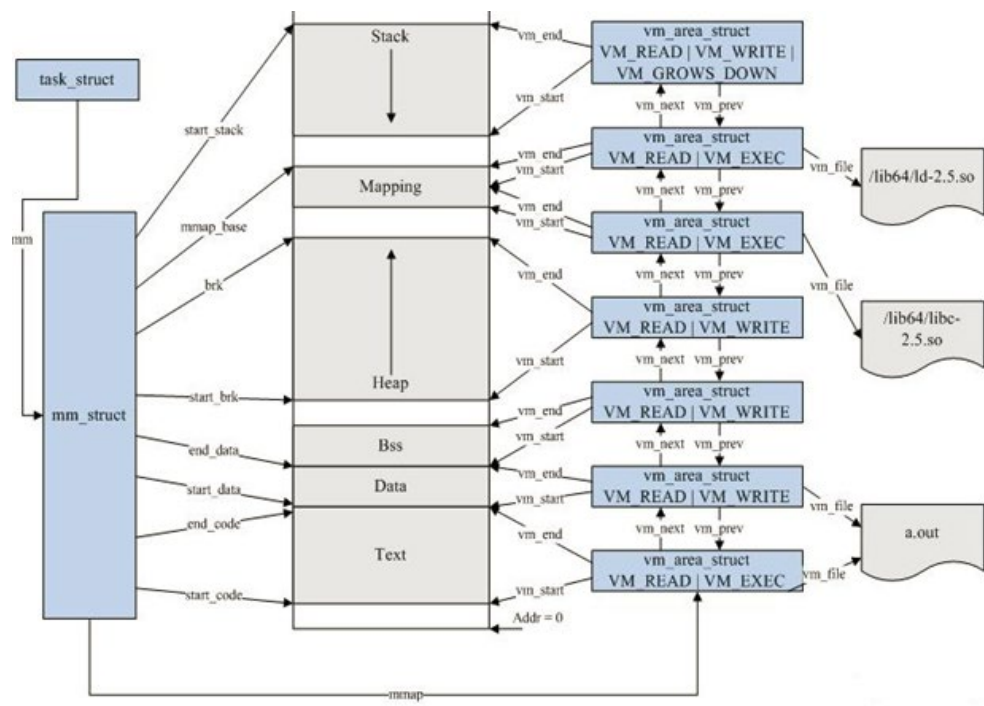 Stack
vm_end
vm_area_struct
VM_READ | VM_WRITE |
VM_GROWS_DOWN
task_struct
vm_start
vm_next
vm_prev
start_stack
vm_end
vm_start
vm_area_struct
VM_READ | VM_EXEC
vm_file
/lib64/ld-2.5.so
Mapping
vm_next
vm_prev
mm
mmap_base
vm_end
vm_start
vm_area_struct
VM_READ | VM_EXEC
brk
vm_end
vm_next
vm_prev
vm_file
vm_area_struct
VM_READ | VM_WRITE
/lib64/libc-
2.5.so
vm_start
vm_next
vm_prev
Heap
start_brk
mm_struct
vm_end
vm_area_struct
VM_READ | VM_WRITE
vm_start
Bss
end_data
vm_next
vm_prev
vm_end
vm_area_struct
VM_READ | VM_WRITE
Data
start_data
vm_start
vm_file
end_code
vm_end
vm_next
vm_prev
a.out
Text
vm_area_struct
VM_READ | VM_EXEC
vm_file
start_code
vm_start
Addr = 0
mmap